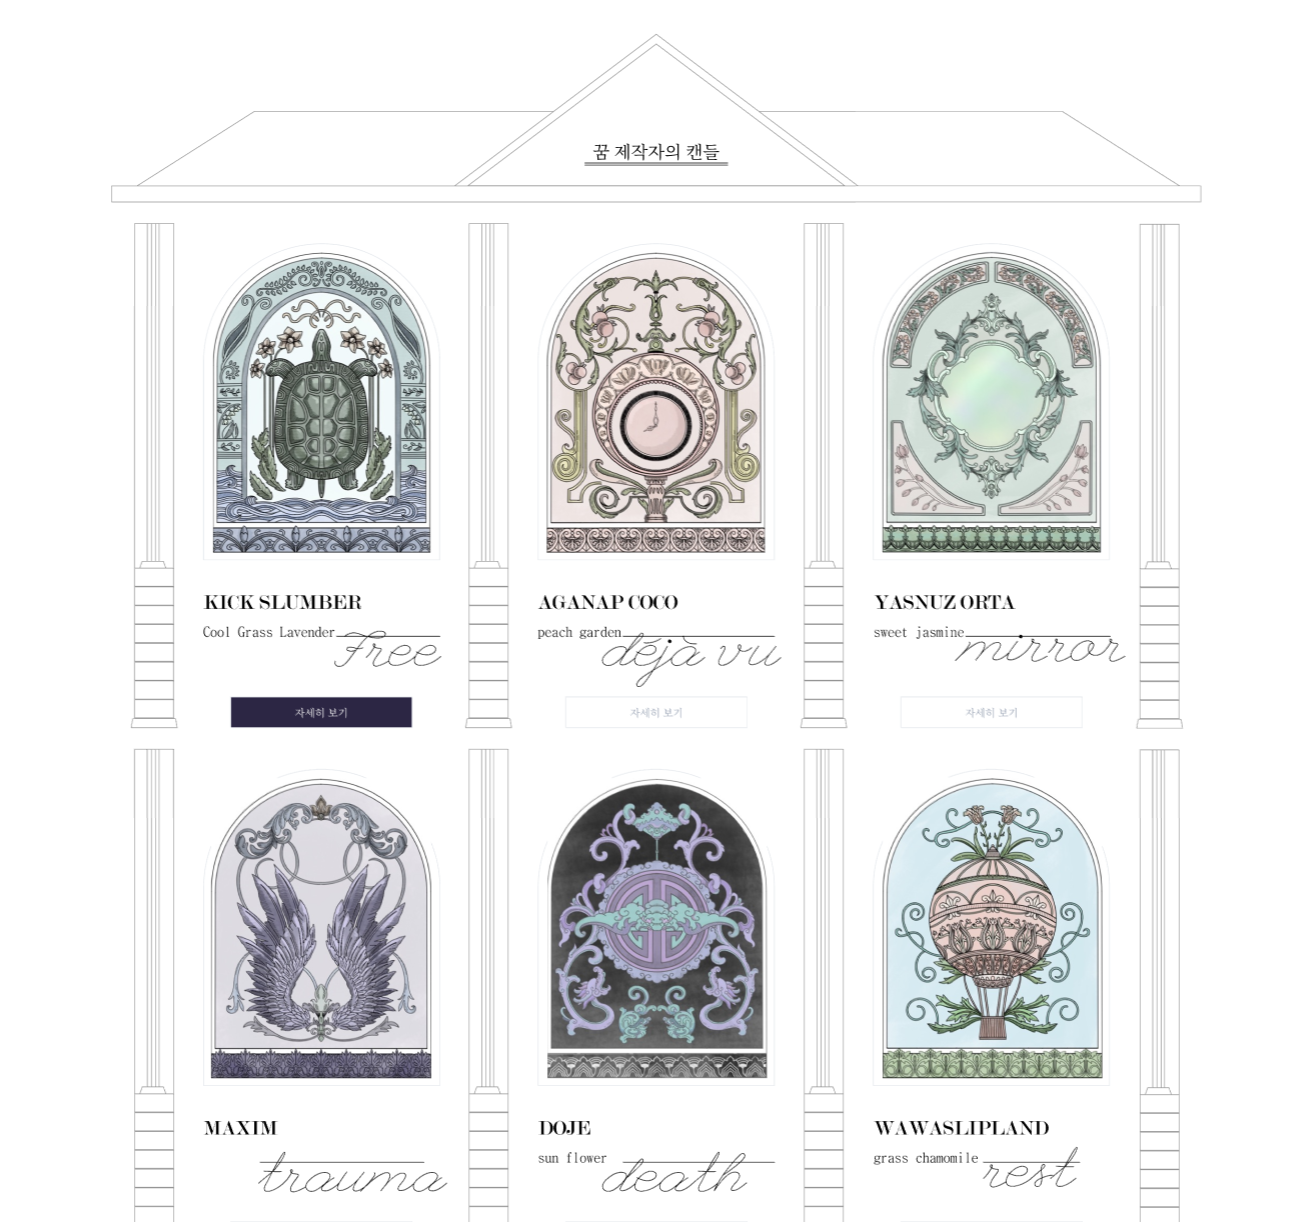 꿈 제작자의 캔들
KICK SLUMBER
Cool Grass Lavender
Free
자세히 보기
AGANAP COCO
peach garden
déjà vu
자세히 보기
YASNUZ ORTA
sweet jasmine
mirror
자세히 보기
MAXIM
trauma
DOJE
sun flower
death
WAWASLIPLAND
grass chamomile
rest